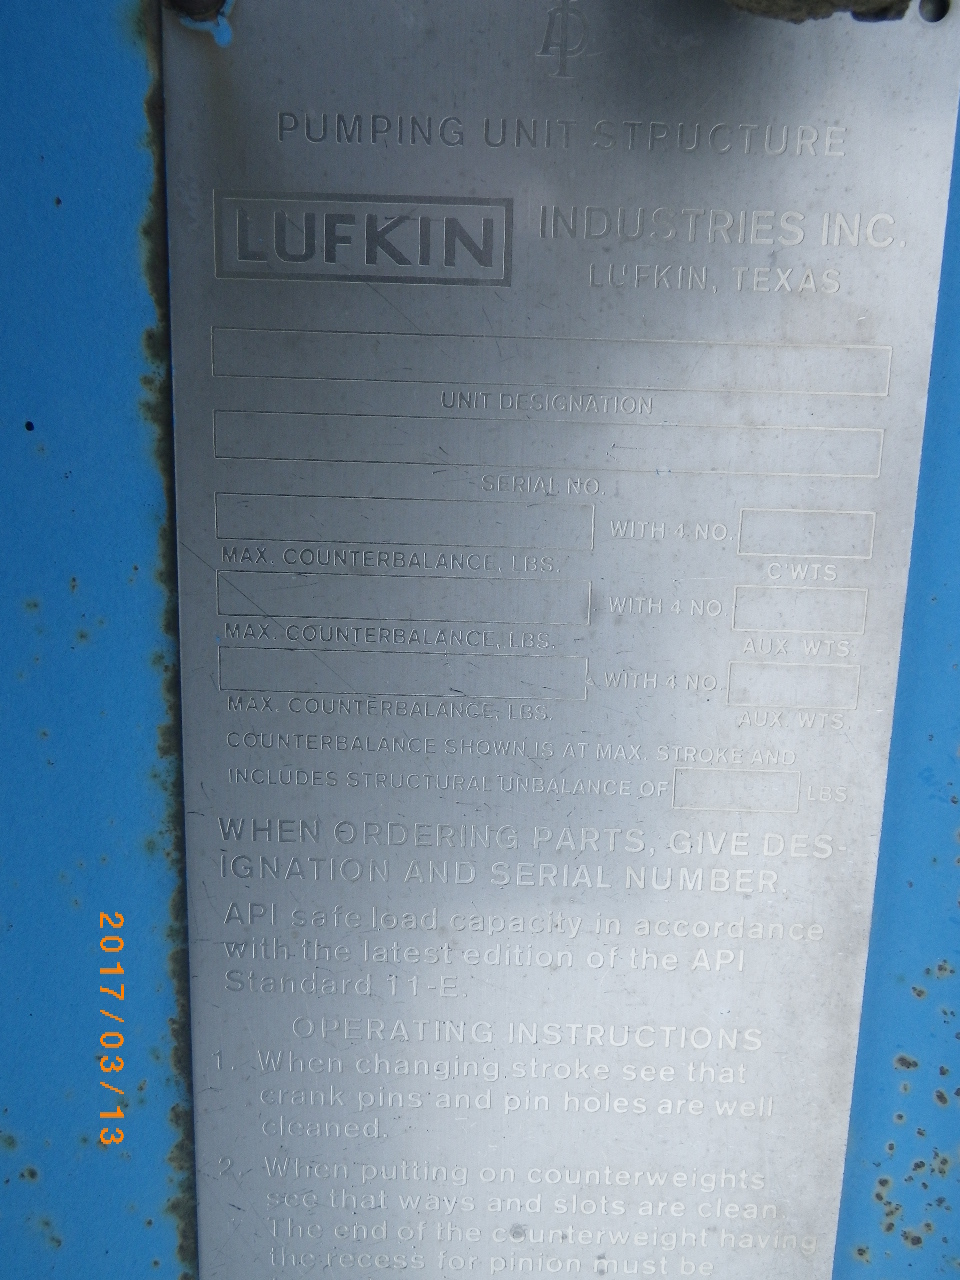 API
PUMPING UNIT STRUCTURE
LUFKIN INDUSTRIES INC.
LUFKIN, TEXAS
UNIT DESIGNATION
SERIAL NO.
WITH 4 NO.
MAX. COUNTERBALANCE, LBS. C'WTS
WITH 4 NO.
MAX. COUNTERBALANCE, LBS. AUX. WTS.
WITH 4 NO.
MAX. COUNTERBALANCE, LBS. AUX. WTS.
COUNTERBALANCE SHOWN IS AT MAX. STROKE AND
INCLUDES STRUCTURAL UNBALANCE OF LBS
WHEN ORDERING PARTS, GIVE DES-
IGNATION AND SERIAL NUMBER.
API safe load capacity in accordance
with the latest edition of the API
Standard 11-E.
OPERATING INSTRUCTIONS
1. When changing stroke see that
crank pins and pin holes are well
cleaned.
2. When putting on counterweights
see that ways and slots are clean.
The end of the counterweight having
the recess for pinion must be
2017/03/13